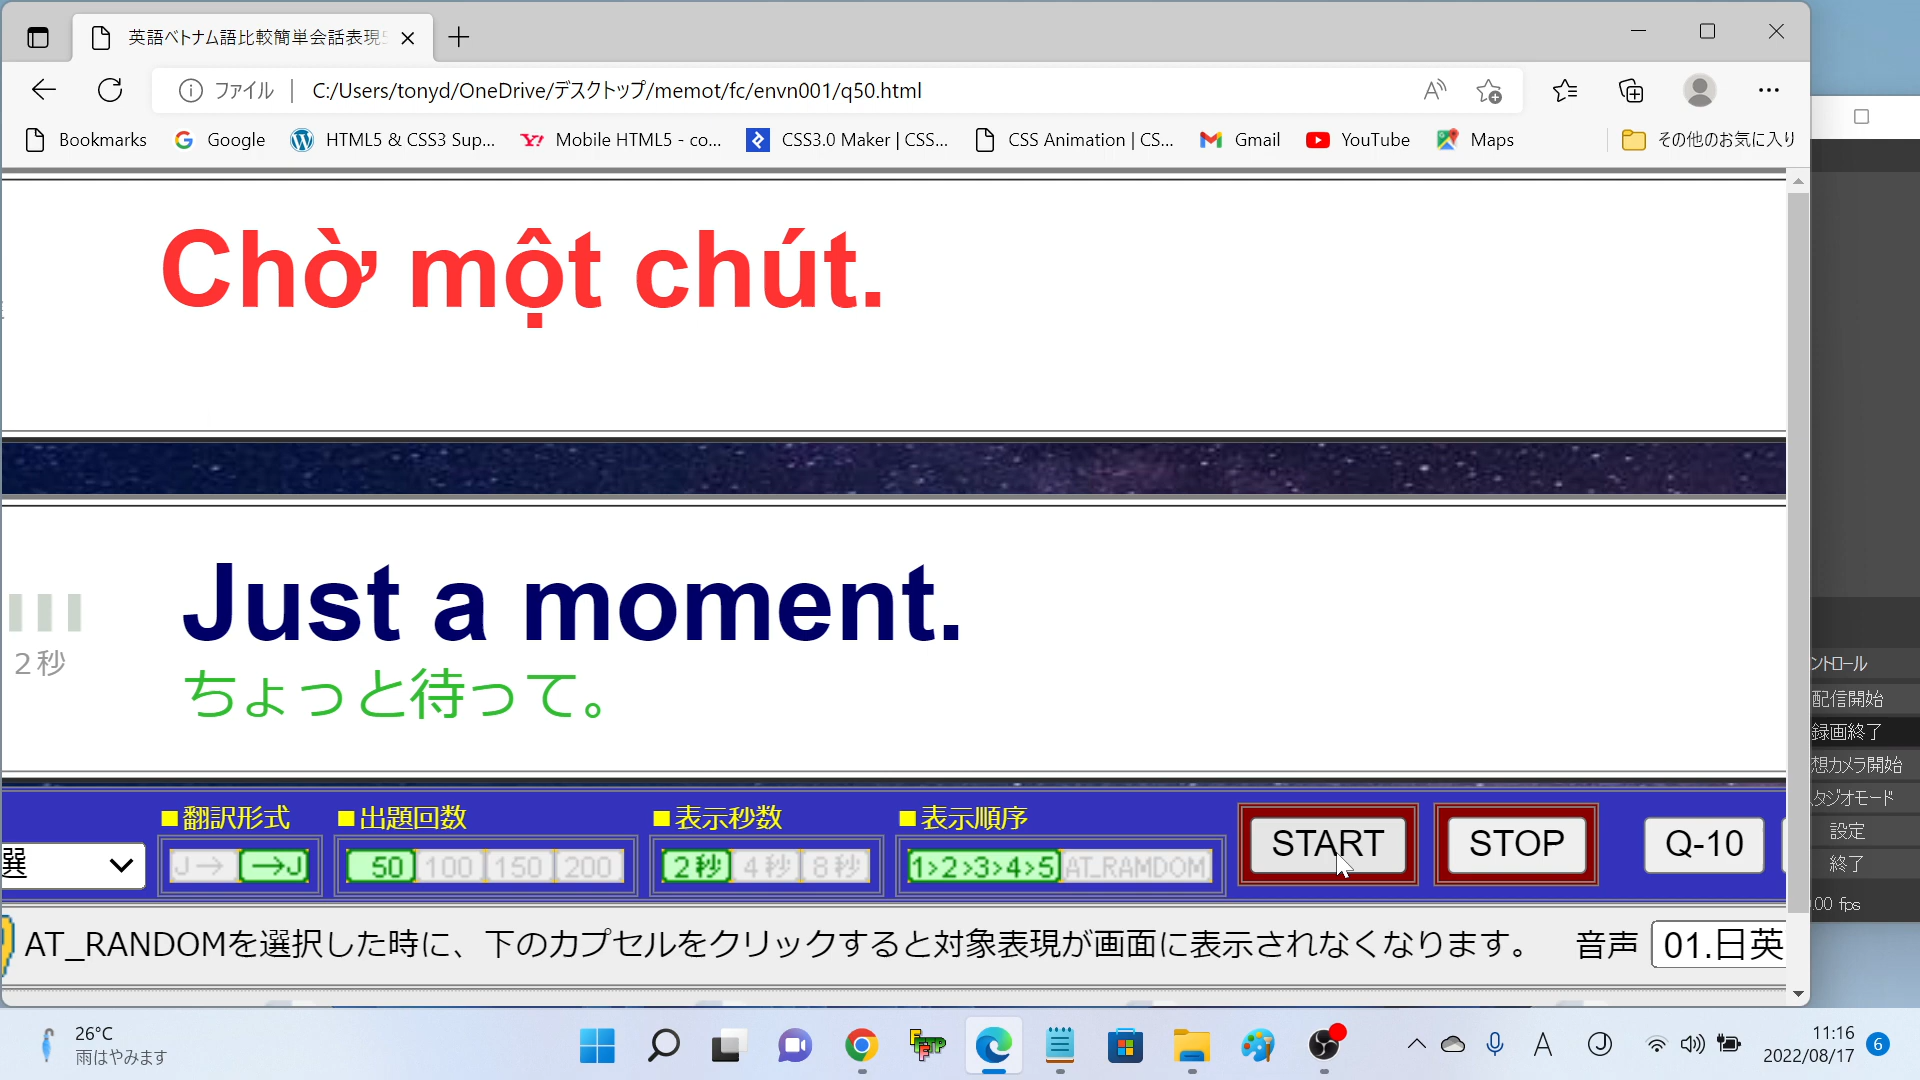 英語ベトナム語比較簡単会話表現5
ファイル
C:/Users/tonyd/OneDrive/デスクトップ/memot/fc/envn001/q50.html
Bookmarks
Google
HTML5 & CSS3 Sup...
Mobile HTML5 - co...
CSS3.0 Maker | CSS...
CSS Animation | CS...
Gmail
YouTube
Maps
その他のお気に入り
Chờ một chút.
Just a moment.
2秒
ちょっと待って。
■翻訳形式 ■出題回数 ■表示秒数 ■表示順序
選 J→ →J 50 100 150 200 2秒 4秒 8秒 1>2>3>4>5 AT_RAMDOM START STOP Q-10
AT_RANDOMを選択した時に、下のカプセルをクリックすると対象表現が画面に表示されなくなります。 音声 01.日英
ントロール
配信開始
録画終了
想カメラ開始
タジオモード
設定
終了
.00 fps
26°C
雨はやみます
A
11:16
2022/08/17
6